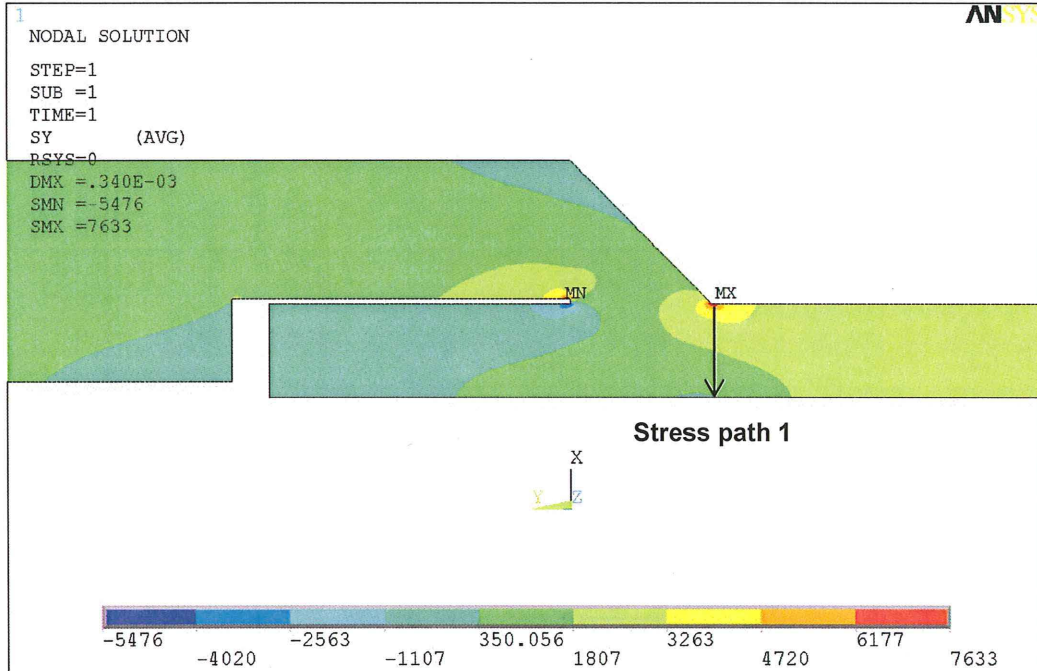 1
ANSYS
NODAL SOLUTION
STEP=1
SUB =1
TIME=1
SY (AVG)
RSYS=0
DMX =.340E-03
SMN =-5476
SMX =7633
MN
MX
Stress path 1
X
Y
Z
-5476 -2563 350.056 3263 6177
-4020 -1107 1807 4720 7633